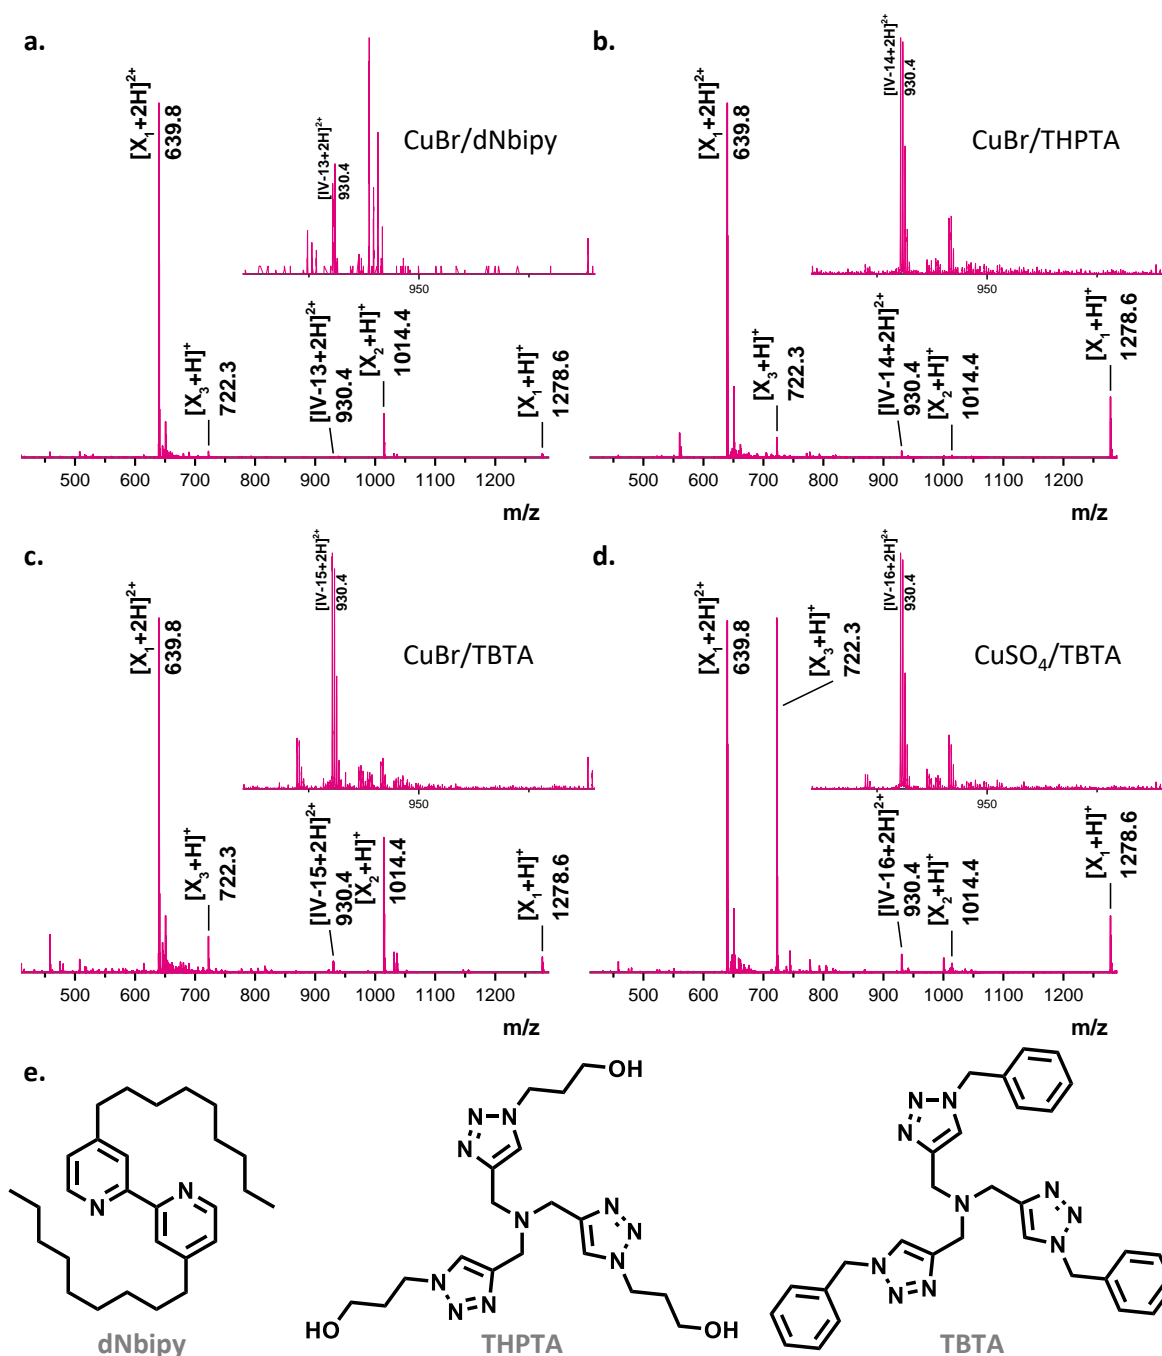 a.
[X₁+2H]²⁺
639.8
[IV-13+2H]²⁺
930.4
CuBr/dNbipy
950
[X₃+H]⁺
722.3
[IV-13+2H]²⁺
930.4
[X₂+H]⁺
1014.4
[X₁+H]⁺
1278.6
500 600 700 800 900 1000 1100 1200
m/z
b.
[X₁+2H]²⁺
639.8
[IV-14+2H]²⁺
930.4
CuBr/THPTA
950
[X₃+H]⁺
722.3
[IV-14+2H]²⁺
930.4
[X₂+H]⁺
1014.4
[X₁+H]⁺
1278.6
500 600 700 800 900 1000 1100 1200
m/z
c.
[X₁+2H]²⁺
639.8
[IV-15+2H]²⁺
930.4
CuBr/TBTA
950
[X₃+H]⁺
722.3
[IV-15+2H]²⁺
930.4
[X₂+H]⁺
1014.4
[X₁+H]⁺
1278.6
500 600 700 800 900 1000 1100 1200
m/z
d.
[X₁+2H]²⁺
639.8
[X₃+H]⁺
722.3
[IV-16+2H]²⁺
930.4
CuSO₄/TBTA
950
[IV-16+2H]²⁺
930.4
[X₂+H]⁺
1014.4
[X₁+H]⁺
1278.6
500 600 700 800 900 1000 1100 1200
m/z
e.
N
N
dNbipy
OH
N N
N
N
N
N
N
N
N N
HO
OH
THPTA
N N
N
N
N
N
N
N
N N
TBTA